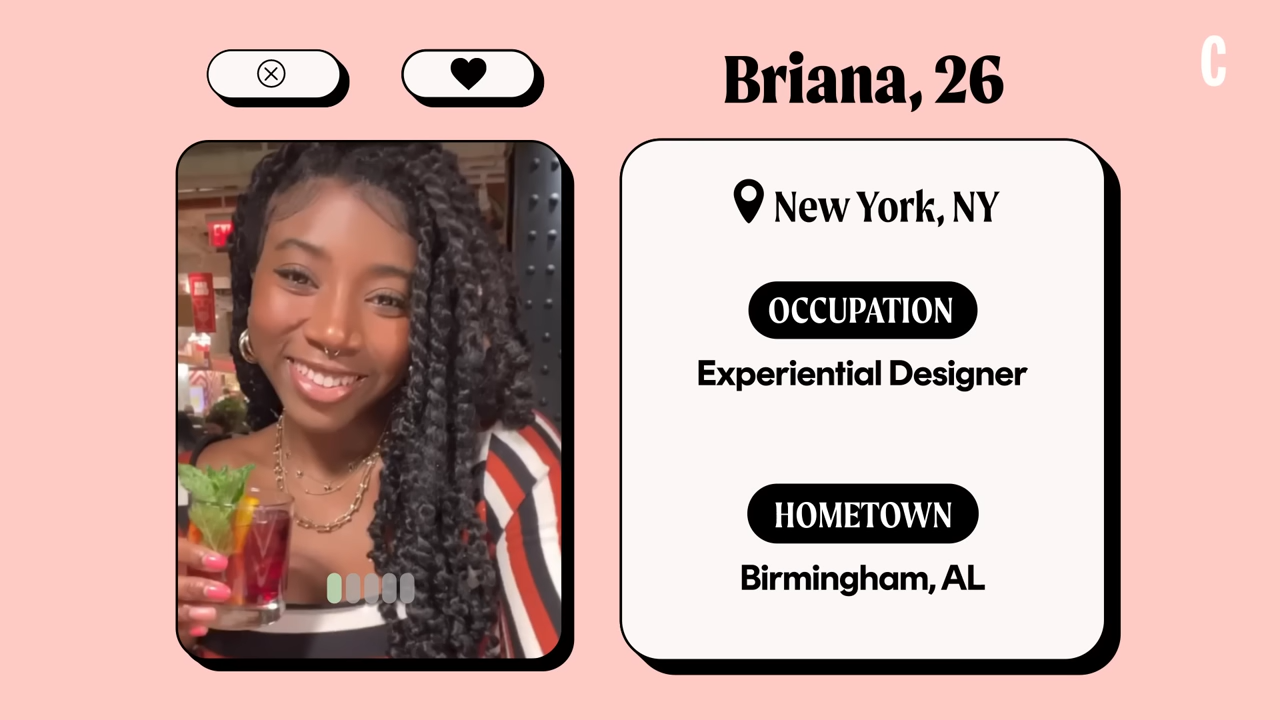 Briana, 26
C
New York, NY
OCCUPATION
Experiential Designer
HOMETOWN
Birmingham, AL